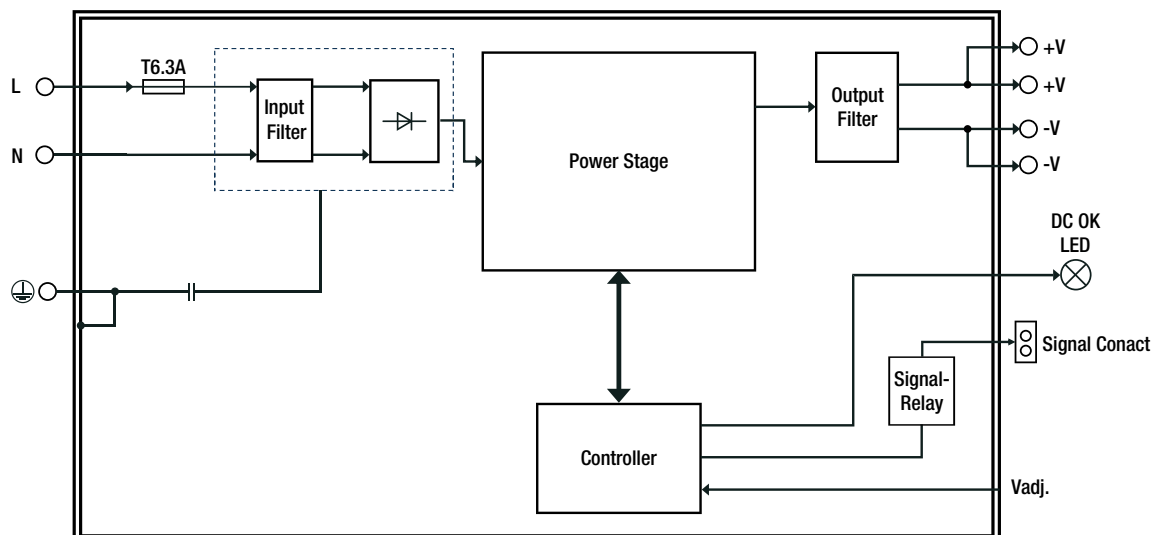 L
T6.3A
Input
Filter
N
Power Stage
Output
Filter
+V
+V
-V
-V
DC OK
LED
Signal Conact
Signal-
Relay
Controller
Vadj.